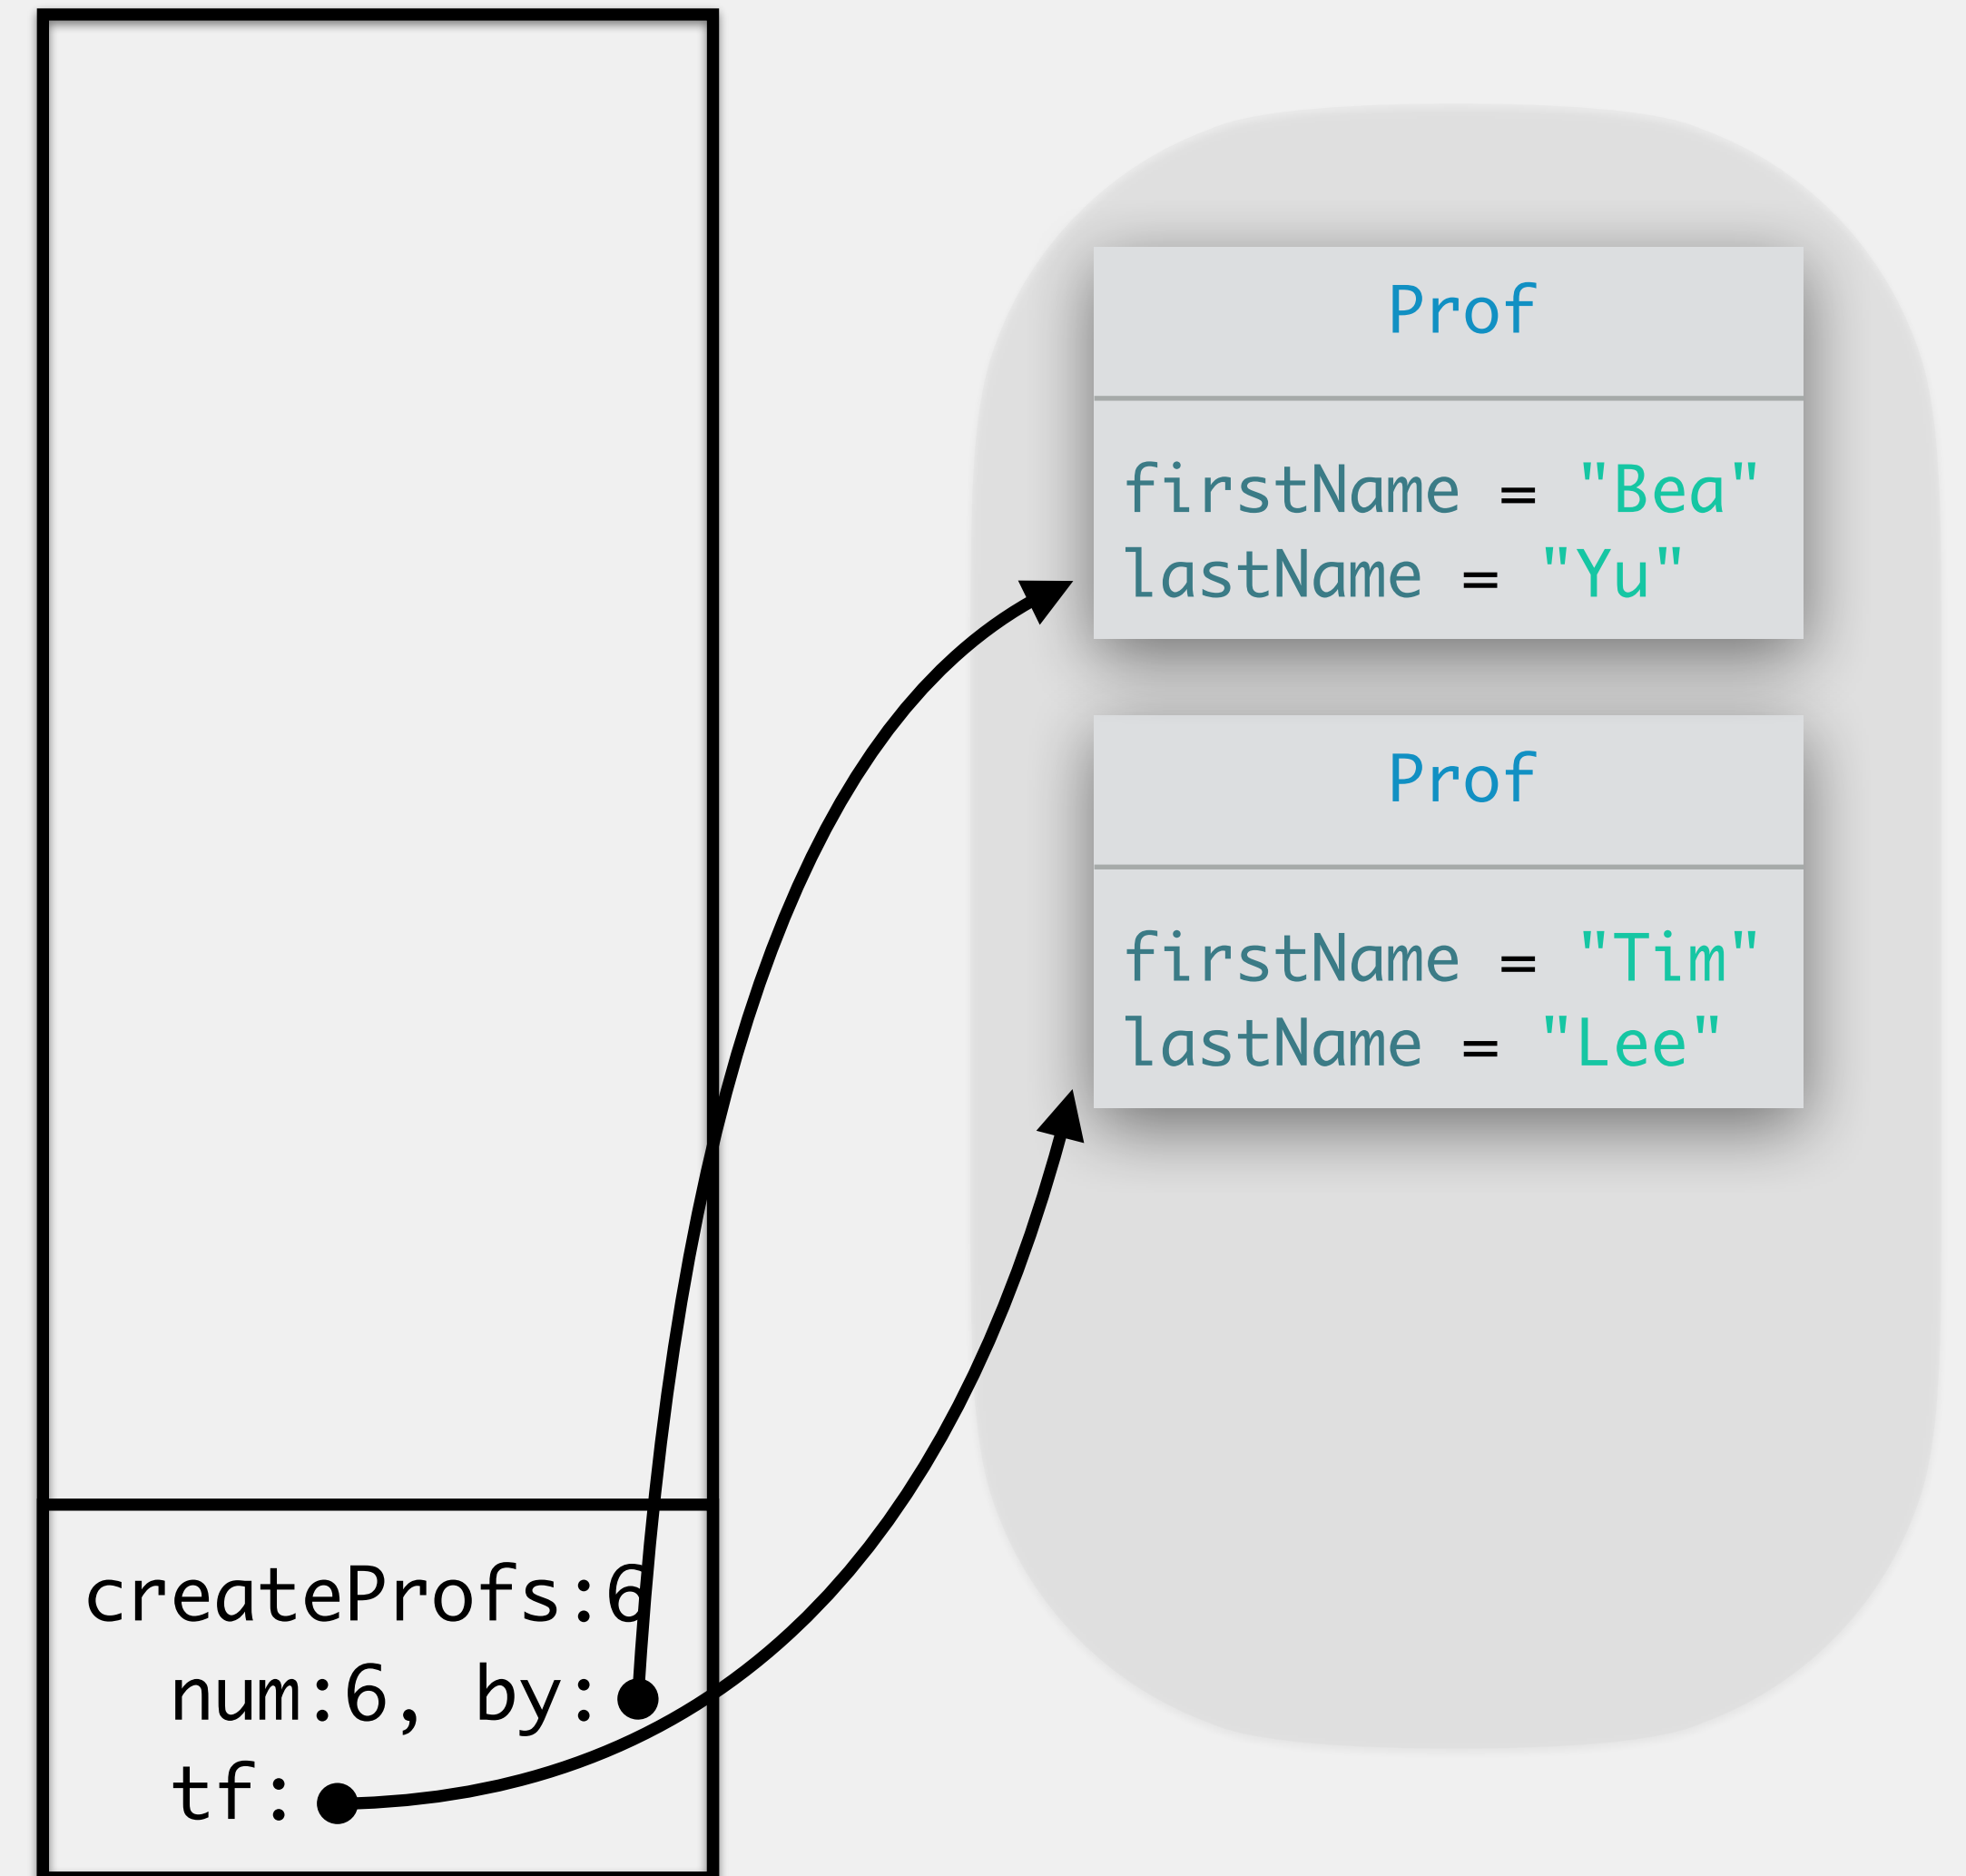 Prof
firstName = "Bea"
lastName = "Yu"
Prof
firstName = "Tim"
lastName = "Lee"
createProfs:6
num:6, by:
tf: